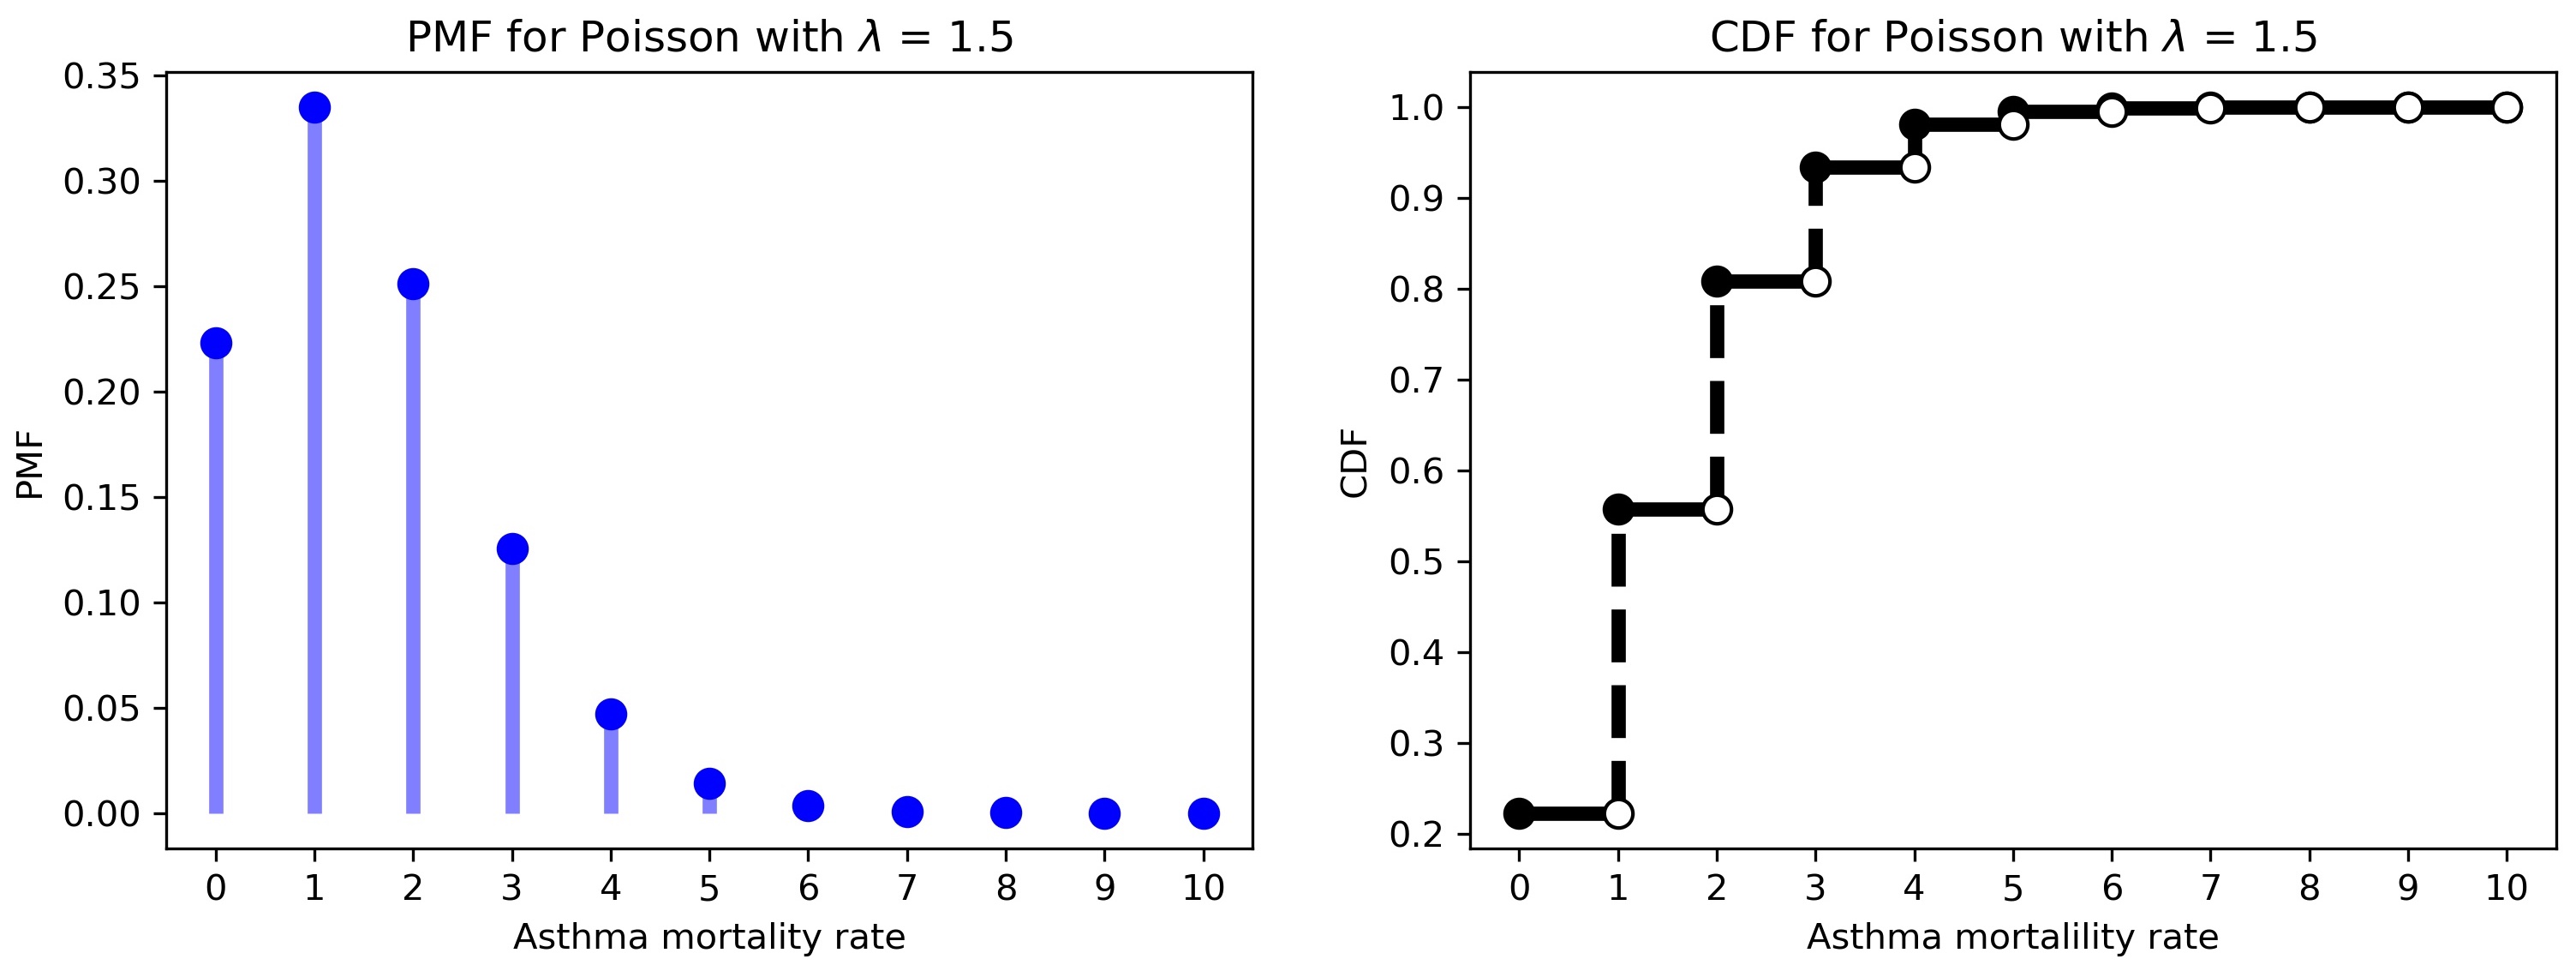 PMF for Poisson with λ = 1.5
0.35
0.30
0.25
0.20
0.15
0.10
0.05
0.00
PMF
0 1 2 3 4 5 6 7 8 9 10
Asthma mortality rate
CDF for Poisson with λ = 1.5
1.0
0.9
0.8
0.7
0.6
0.5
0.4
0.3
0.2
CDF
0 1 2 3 4 5 6 7 8 9 10
Asthma mortalility rate